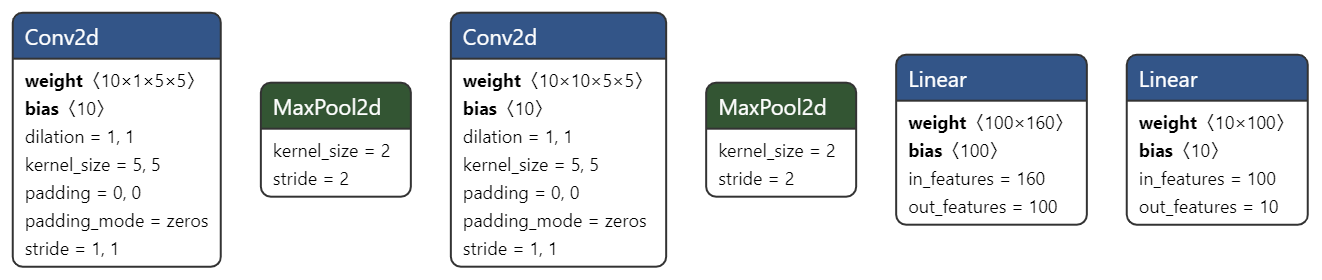 Conv2d
weight〈10×1×5×5〉
bias〈10〉
dilation = 1, 1
kernel_size = 5, 5
padding = 0, 0
padding_mode = zeros
stride = 1, 1
MaxPool2d
kernel_size = 2
stride = 2
Conv2d
weight〈10×10×5×5〉
bias〈10〉
dilation = 1, 1
kernel_size = 5, 5
padding = 0, 0
padding_mode = zeros
stride = 1, 1
MaxPool2d
kernel_size = 2
stride = 2
Linear
weight〈100×160〉
bias〈100〉
in_features = 160
out_features = 100
Linear
weight〈10×100〉
bias〈10〉
in_features = 100
out_features = 10